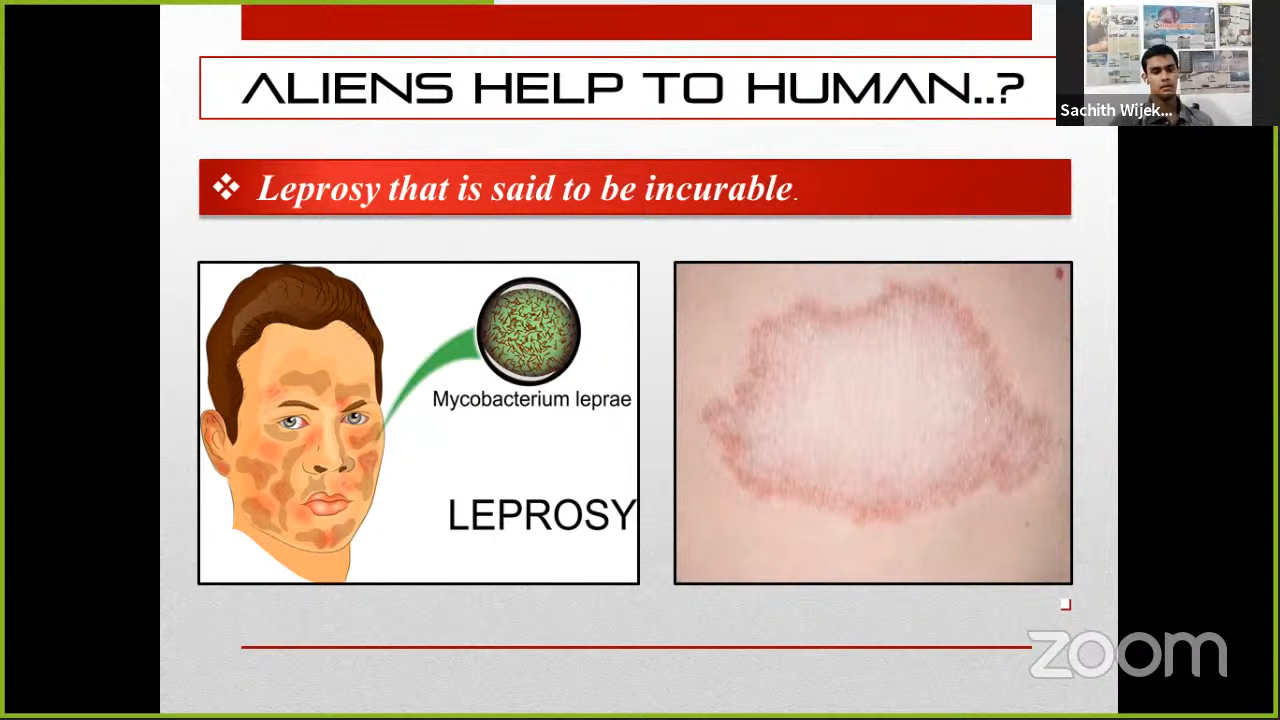 ALIENS HELP TO HUMAN..?
Sachith Wijek...
Leprosy that is said to be incurable.
Mycobacterium leprae
LEPROSY
zoom